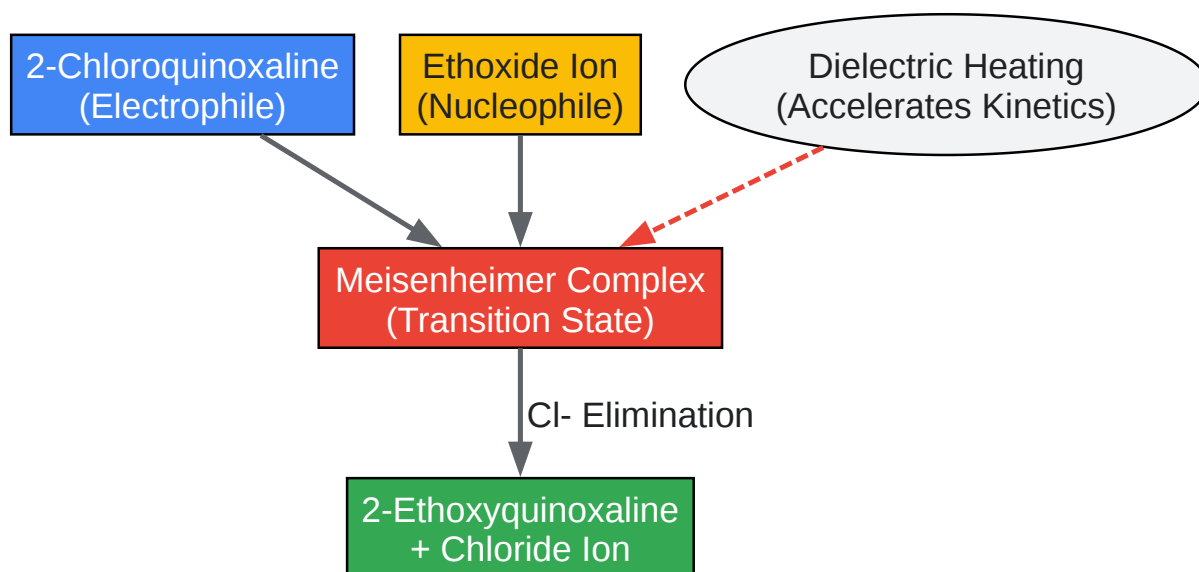 2-Chloroquinoxaline
(Electrophile)
Ethoxide Ion
(Nucleophile)
Dielectric Heating
(Accelerates Kinetics)
Meisenheimer Complex
(Transition State)
Cl- Elimination
2-Ethoxyquinoxaline
+ Chloride Ion